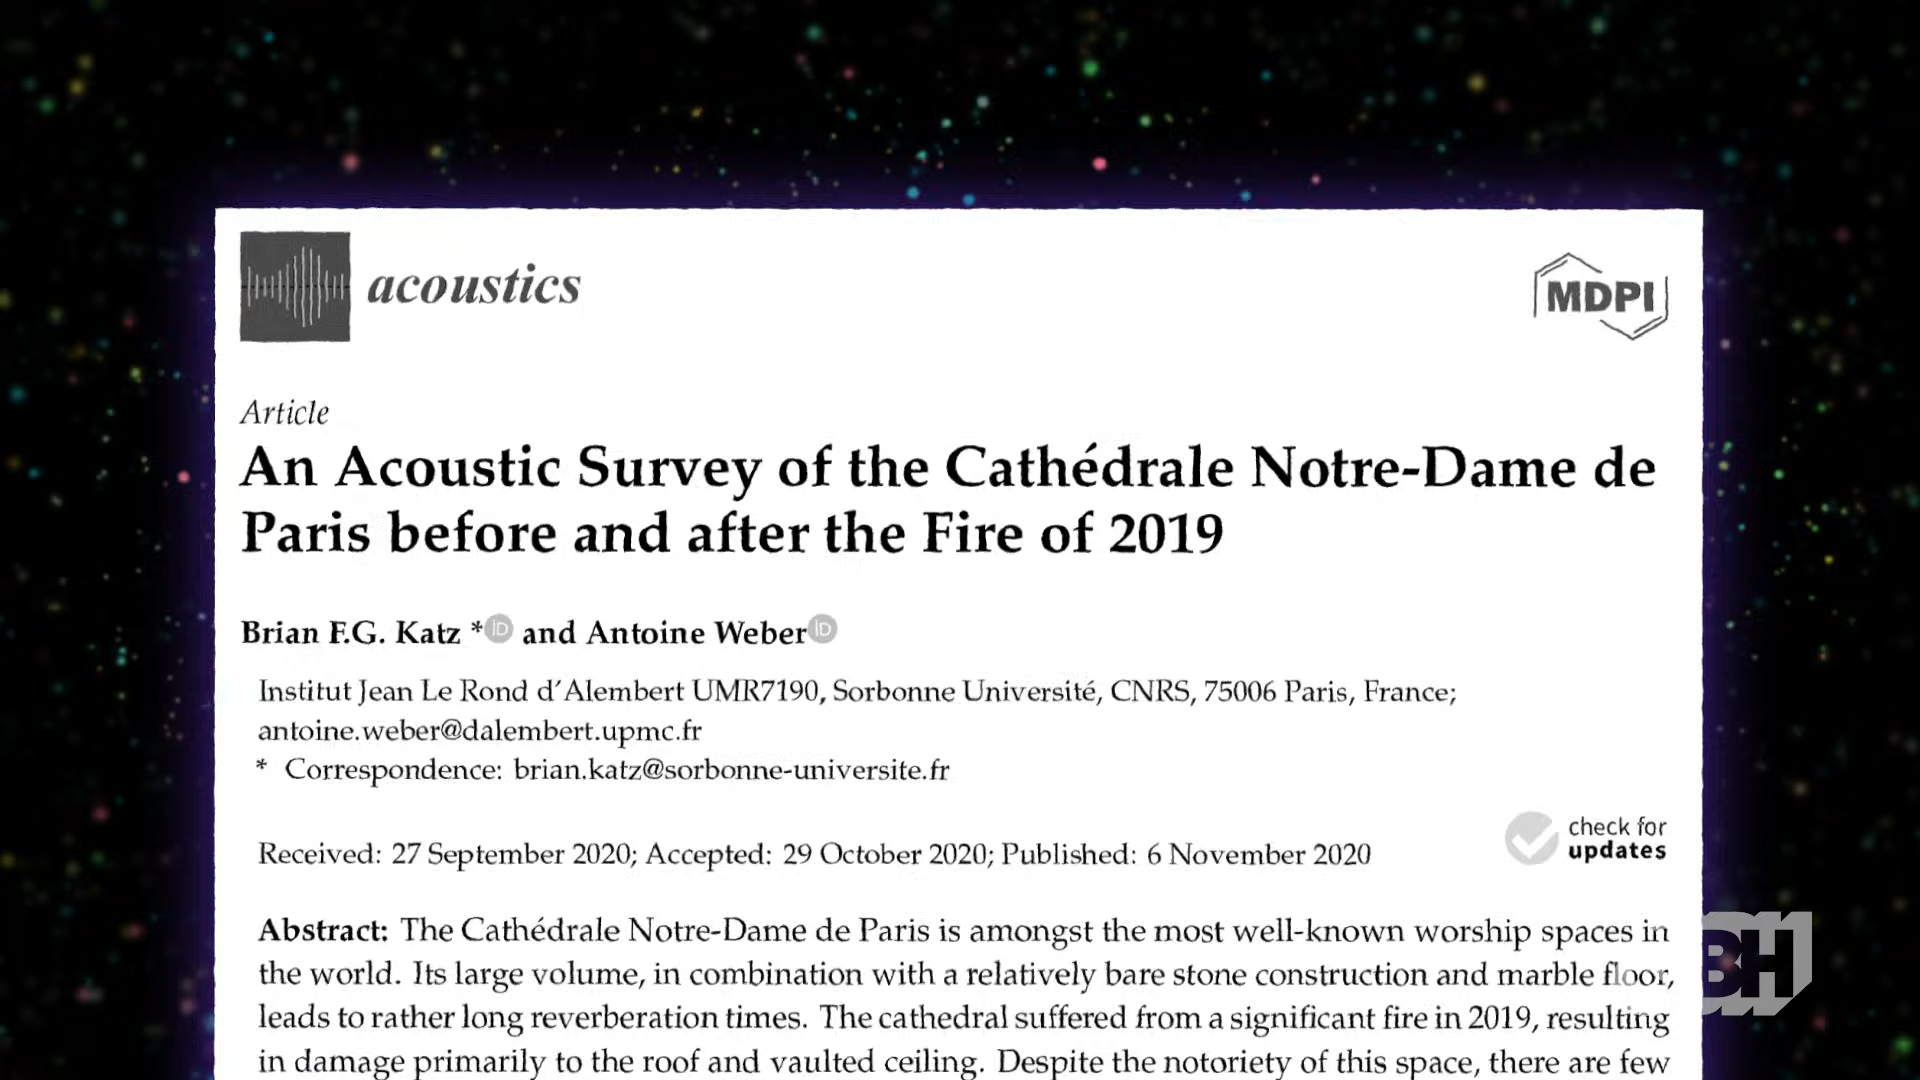 acoustics
MDPI
Article
An Acoustic Survey of the Cathédrale Notre-Dame de
Paris before and after the Fire of 2019
Brian F.G. Katz * iD and Antoine Weber iD
Institut Jean Le Rond d'Alembert UMR7190, Sorbonne Université, CNRS, 75006 Paris, France;
antoine.weber@dalembert.upmc.fr
* Correspondence: brian.katz@sorbonne-universite.fr
check for
updates
Received: 27 September 2020; Accepted: 29 October 2020; Published: 6 November 2020
Abstract: The Cathédrale Notre-Dame de Paris is amongst the most well-known worship spaces in
the world. Its large volume, in combination with a relatively bare stone construction and marble floor,
leads to rather long reverberation times. The cathedral suffered from a significant fire in 2019, resulting
in damage primarily to the roof and vaulted ceiling. Despite the notoriety of this space, there are few
BH